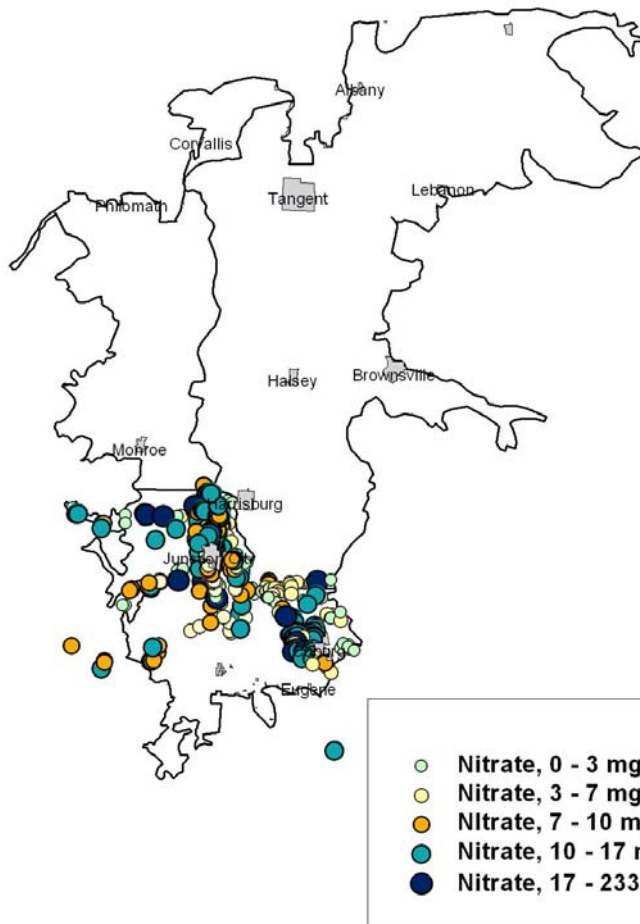 Albany
Corvallis
Lebanon
Tangent
Philomath
Brownsville
Halsey
Monroe
Harrisburg
Eugene
Nitrate, 0 - 3 mg
Nitrate, 3 - 7 mg
NItrate, 7 - 10 m
Nitrate, 10 - 17
Nitrate, 17 - 233